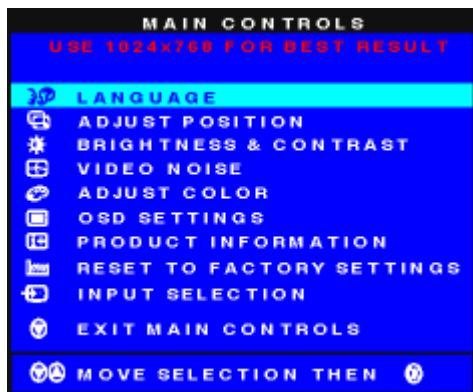 MAIN CONTROLS
USE 1024x768 FOR BEST RESULT
LANGUAGE
ADJUST POSITION
BRIGHTNESS & CONTRAST
VIDEO NOISE
ADJUST COLOR
OSD SETTINGS
PRODUCT INFORMATION
RESET TO FACTORY SETTINGS
INPUT SELECTION
EXIT MAIN CONTROLS
MOVE SELECTION THEN